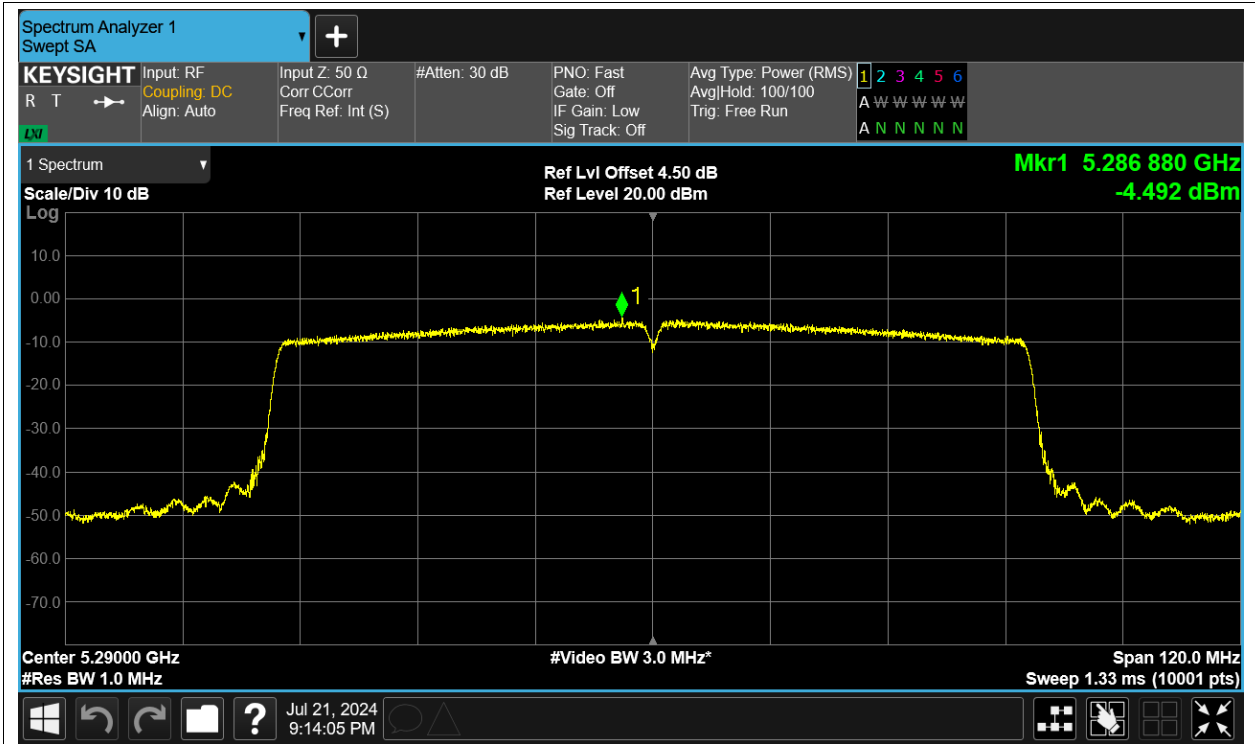 Spectrum Analyzer 1
Swept SA
KEYSIGHT
R T
LXI
Input: RF
Coupling: DC
Align: Auto
Input Z: 50 Ω
Corr CCorr
Freq Ref: Int (S)
#Atten: 30 dB
PNO: Fast
Gate: Off
IF Gain: Low
Sig Track: Off
Avg Type: Power (RMS)
Avg|Hold: 100/100
Trig: Free Run
1 2 3 4 5 6
A W W W W W
A N N N N N
1 Spectrum
Scale/Div 10 dB
Ref Lvl Offset 4.50 dB
Ref Level 20.00 dBm
Mkr1 5.286 880 GHz
-4.492 dBm
Log
10.0
0.00
-10.0
-20.0
-30.0
-40.0
-50.0
-60.0
-70.0
1
Center 5.29000 GHz
#Res BW 1.0 MHz
#Video BW 3.0 MHz*
Span 120.0 MHz
Sweep 1.33 ms (10001 pts)
?
Jul 21, 2024
9:14:05 PM